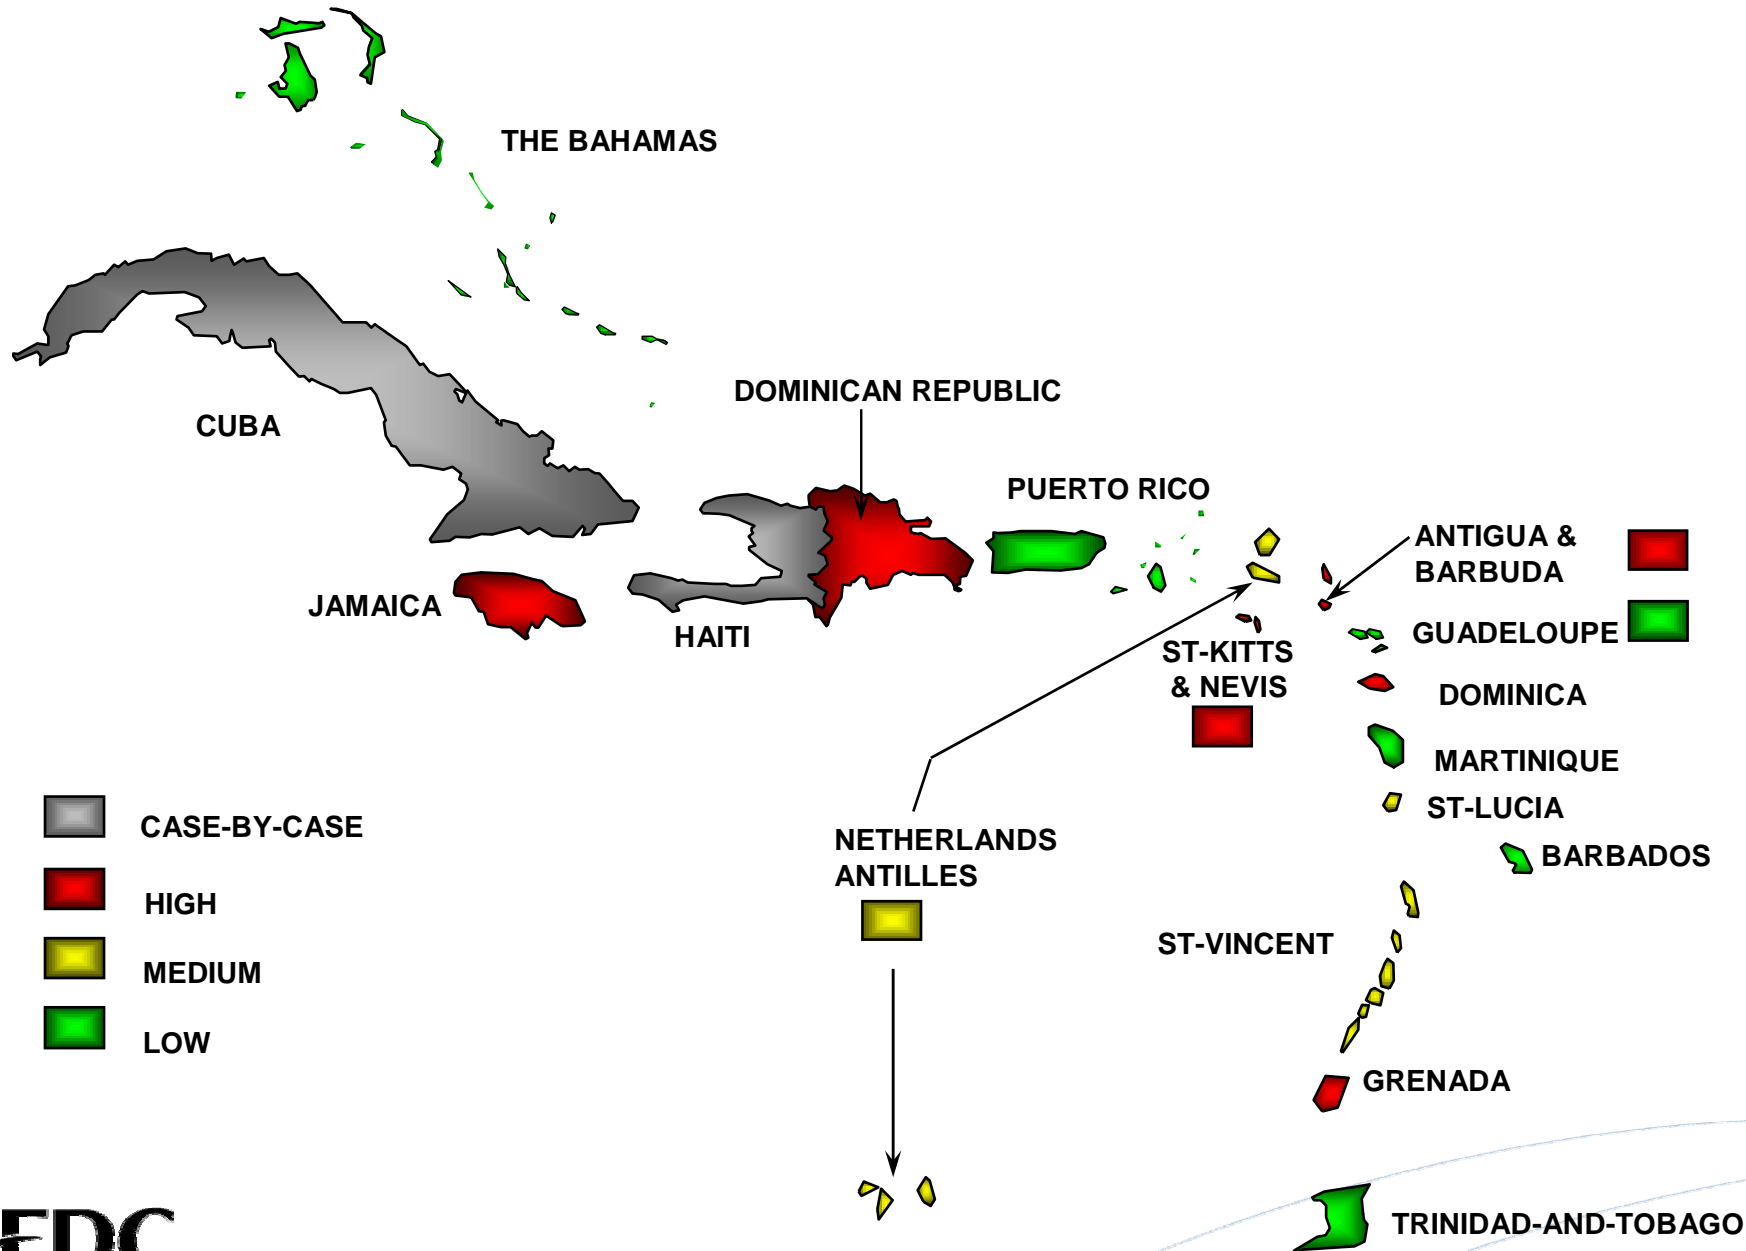 THE BAHAMAS
DOMINICAN REPUBLIC
CUBA
PUERTO RICO
ANTIGUA &
BARBUDA
JAMAICA
HAITI
GUADELOUPE
ST-KITTS
& NEVIS
DOMINICA
MARTINIQUE
ST-LUCIA
CASE-BY-CASE
NETHERLANDS
ANTILLES
BARBADOS
HIGH
ST-VINCENT
MEDIUM
LOW
GRENADA
TRINIDAD-AND-TOBAGO
EDC